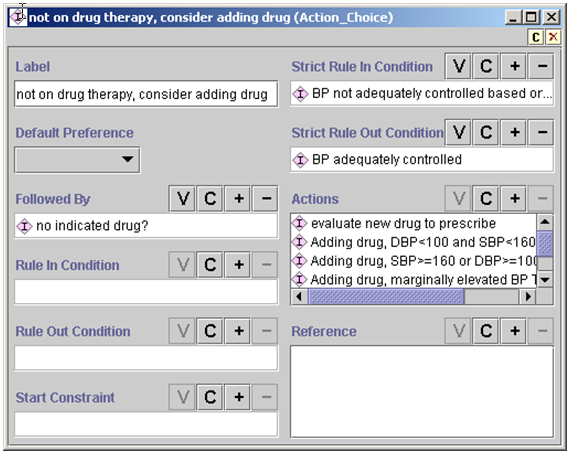 not on drug therapy, consider adding drug (Action_Choice)
C
Label
not on drug therapy, consider adding drug
Default Preference
Followed By V C + −
no indicated drug?
Rule In Condition V C + −
Rule Out Condition V C + −
Start Constraint V C + −
Strict Rule In Condition V C + −
BP not adequately controlled based or...
Strict Rule Out Condition V C + −
BP adequately controlled
Actions V C + −
evaluate new drug to prescribe
Adding drug, DBP<100 and SBP<160
Adding drug, SBP>=160 or DBP>=100
Adding drug, marginally elevated BP T
Reference V C + −